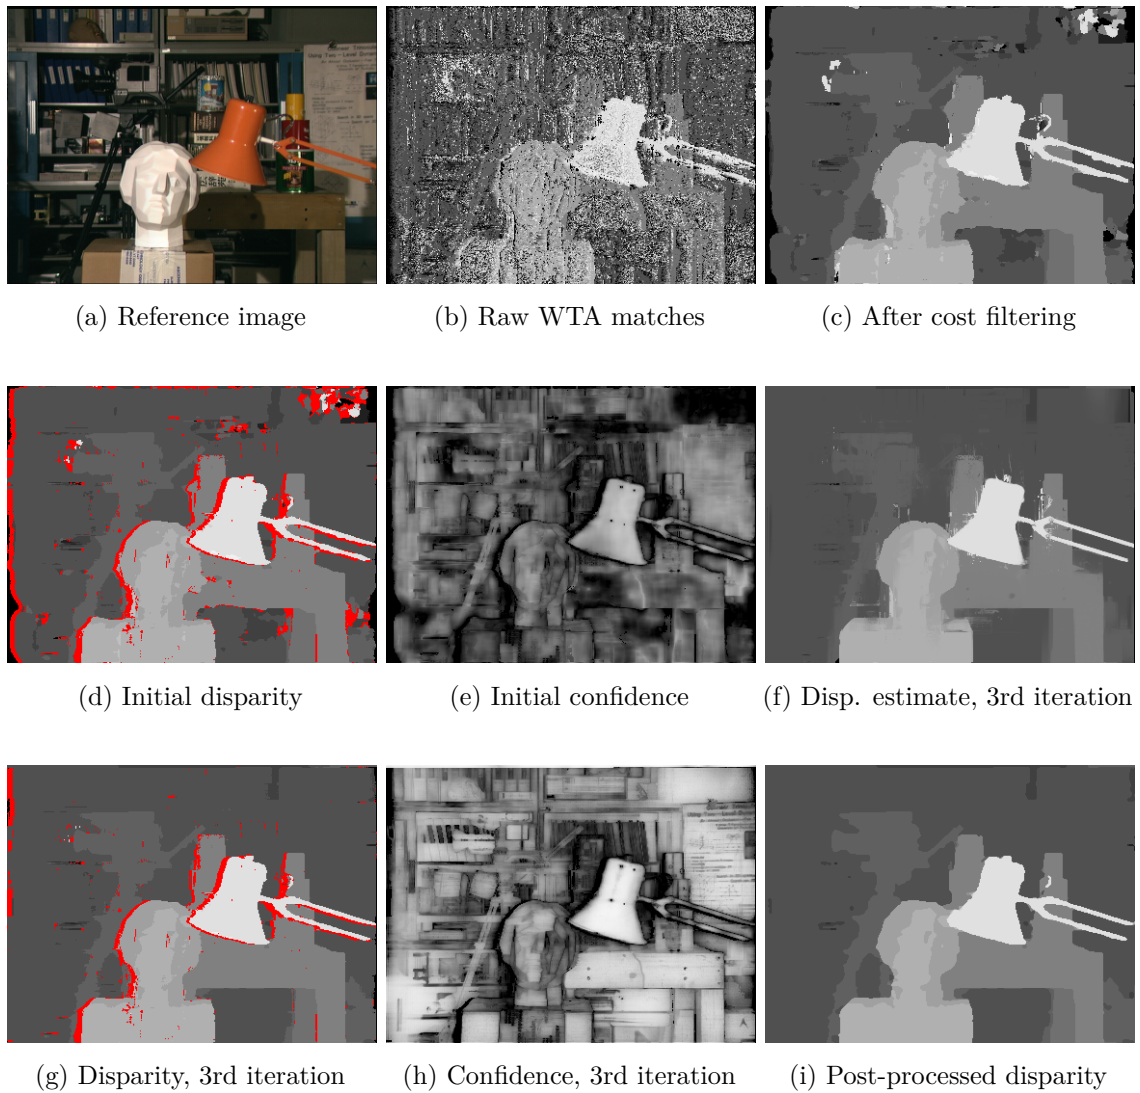 (a) Reference image
(b) Raw WTA matches
(c) After cost filtering
(d) Initial disparity
(e) Initial confidence
(f) Disp. estimate, 3rd iteration
(g) Disparity, 3rd iteration
(h) Confidence, 3rd iteration
(i) Post-processed disparity